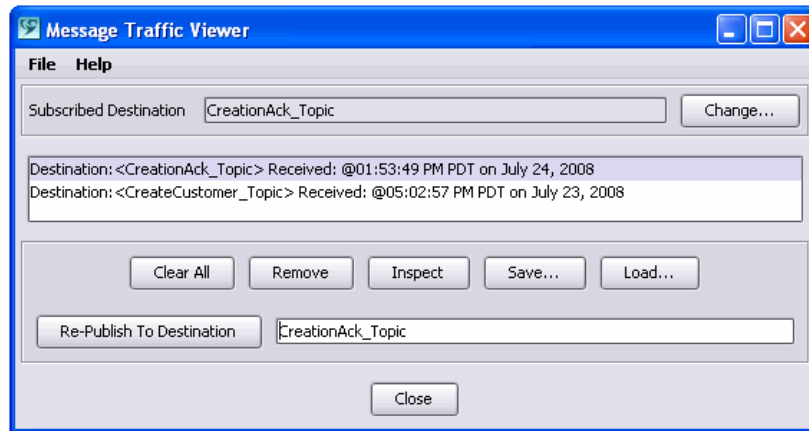 Message Traffic Viewer
File Help
Subscribed Destination CreationAck_Topic Change...
Destination:<CreationAck_Topic> Received: @01:53:49 PM PDT on July 24, 2008
Destination:<CreateCustomer_Topic> Received: @05:02:57 PM PDT on July 23, 2008
Clear All Remove Inspect Save... Load...
Re-Publish To Destination CreationAck_Topic
Close